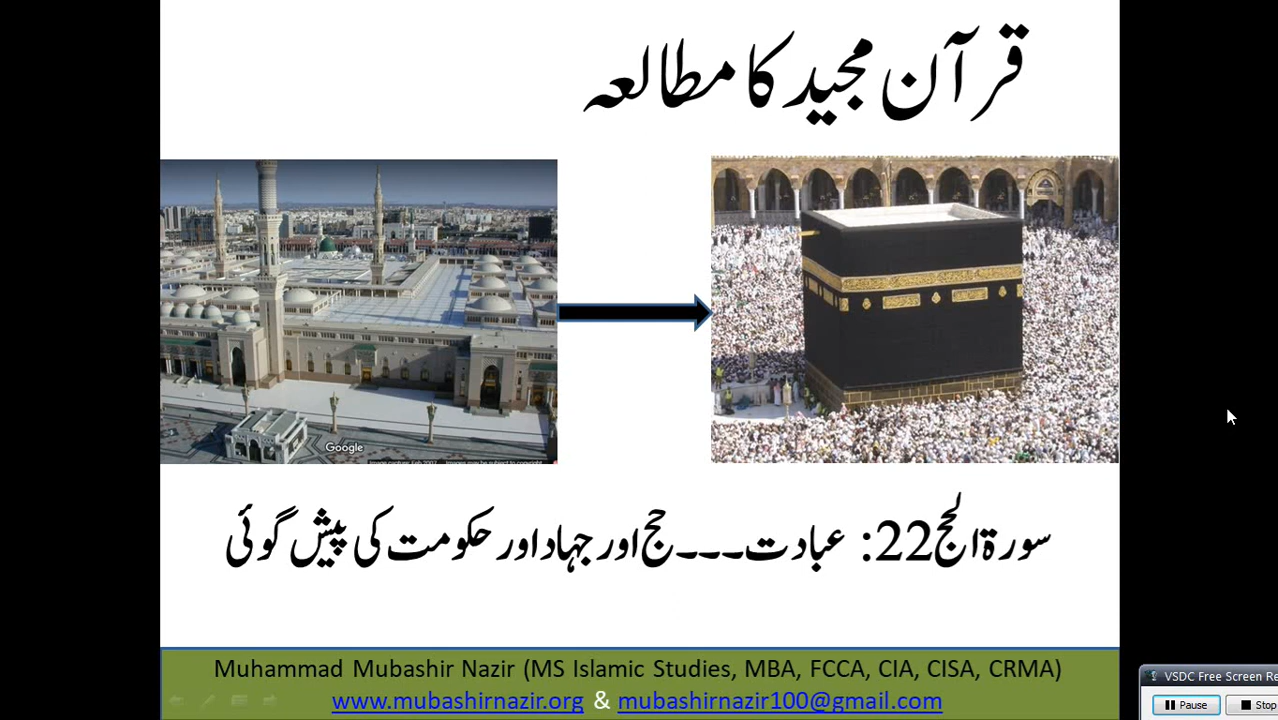 قرآن مجید کا مطالعہ
Google
سورۃ الحج 22: عبادت۔۔۔حج اور جہاد اور حکومت کی پیش گوئی
Muhammad Mubashir Nazir (MS Islamic Studies, MBA, FCCA, CIA, CISA, CRMA)
www.mubashirnazir.org & mubashirnazir100@gmail.com
VSDC Free Screen Re
Pause
Stop